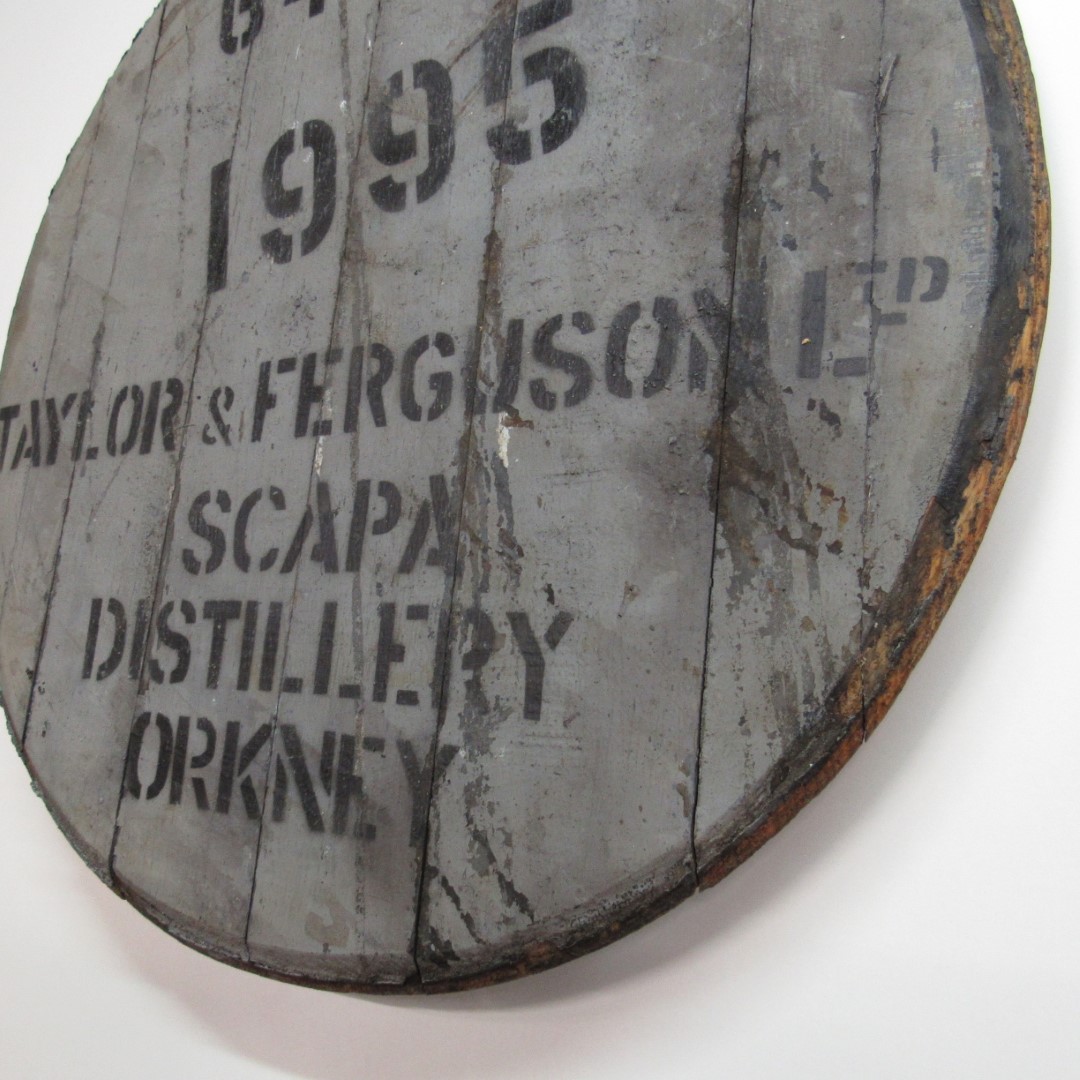 1995
TAYLOR & FERGUSON LTD
SCAPA
DISTILLERY
ORKNEY